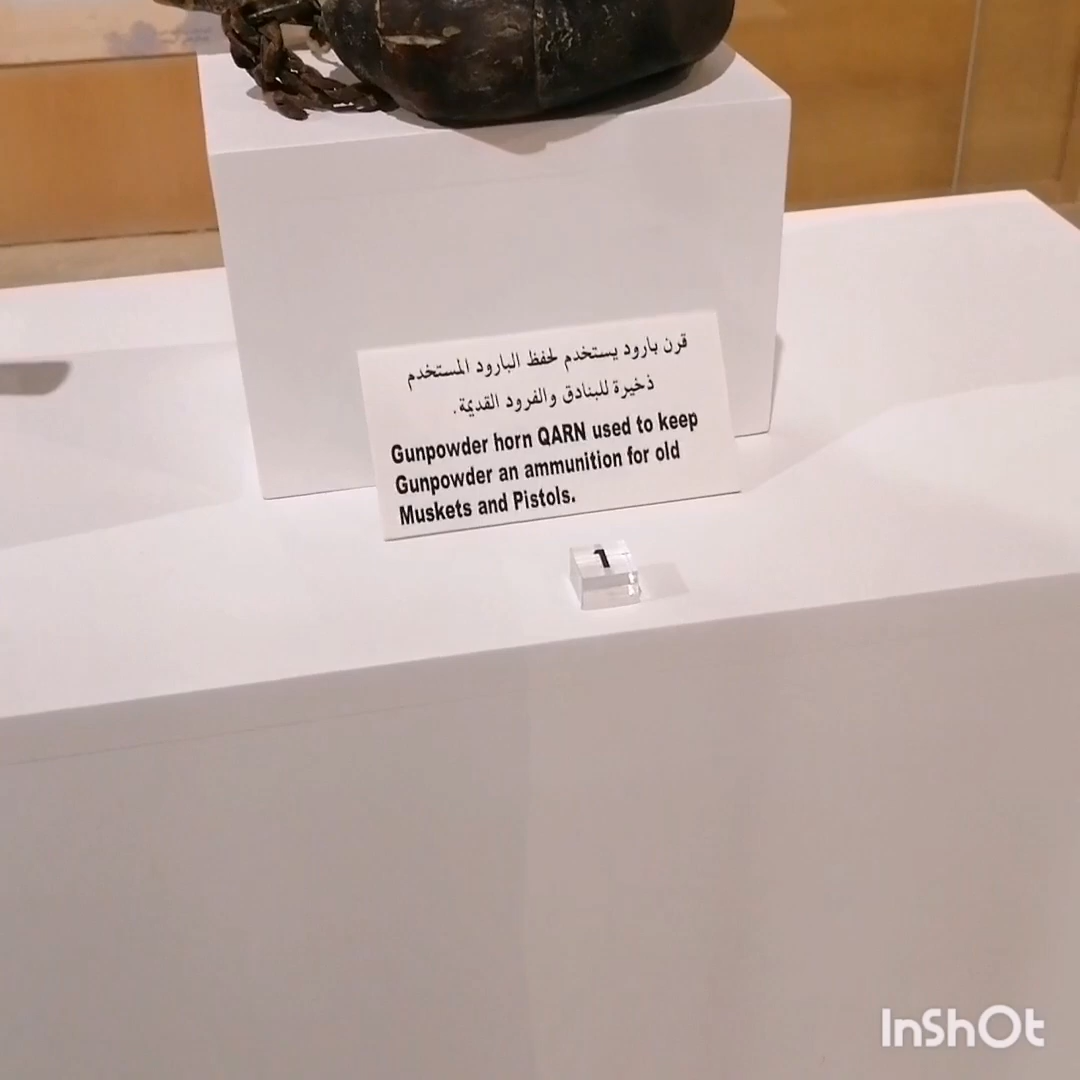 قرن بارود يستخدم لحفظ البارود المستخدم
ذخيرة للبنادق والفرود القديمة.
Gunpowder horn QARN used to keep
Gunpowder an ammunition for old
Muskets and Pistols.
1
InShOt